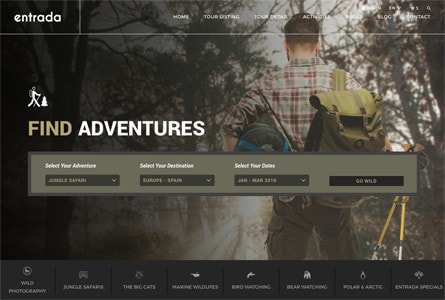 entrada
EN
HOME TOUR LISTING TOUR DETAIL ACTIVITIES PAGES BLOG CONTACT
FIND ADVENTURES
Select Your Adventure Select Your Destination Select Your Dates
JUNGLE SAFARI EUROPE - SPAIN JAN - MAR 2016 GO WILD
WILD PHOTOGRAPHY JUNGLE SAFARIS THE BIG CATS MARINE WILDLIPES BIRD WATCHING BEAR WATCHING POLAR & ARCTIC ENTRADA SPECIALS